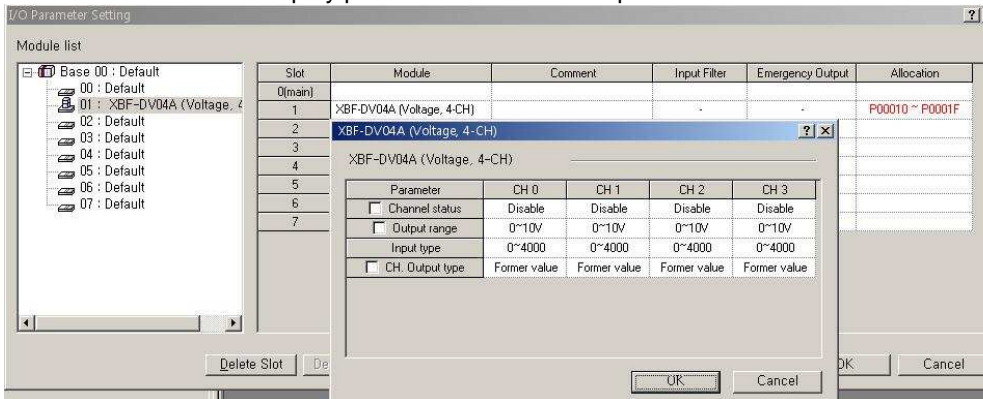 I/O Parameter Setting
?
Module list
Base 00 : Default
00 : Default
01 : XBF-DV04A (Voltage, 4
02 : Default
03 : Default
04 : Default
05 : Default
06 : Default
07 : Default
Slot Module Comment Input Filter Emergency Output Allocation
0(main)
1 XBF-DV04A (Voltage, 4-CH) - - P00010 ~ P0001F
2
3
4
5
6
7
XBF-DV04A (Voltage, 4-CH) ? X
XBF-DV04A (Voltage, 4-CH)
Parameter CH 0 CH 1 CH 2 CH 3
Channel status Disable Disable Disable Disable
Output range 0~10V 0~10V 0~10V 0~10V
Input type 0~4000 0~4000 0~4000 0~4000
CH. Output type Former value Former value Former value Former value
OK Cancel
Delete Slot De OK Cancel